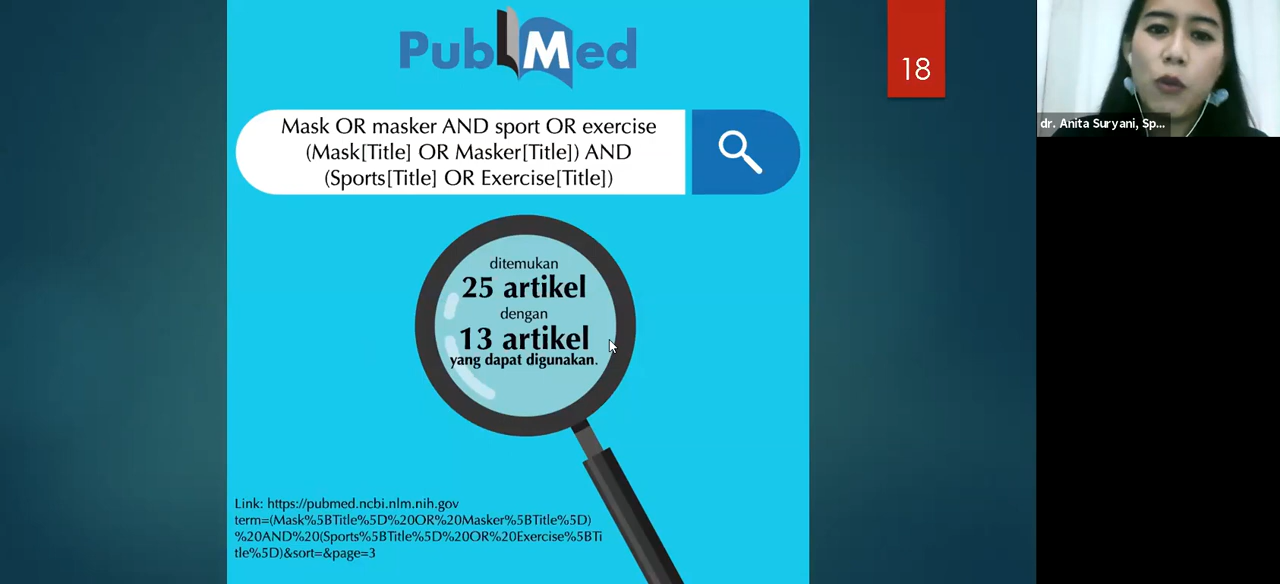 PubMed
18
Mask OR masker AND sport OR exercise
(Mask[Title] OR Masker[Title]) AND
(Sports[Title] OR Exercise[Title])
ditemukan
25 artikel
dengan
13 artikel
yang dapat digunakan.
Link: https://pubmed.ncbi.nlm.nih.gov
term=(Mask%5BTitle%5D%20OR%20Masker%5BTitle%5D)
%20AND%20(Sports%5BTitle%5D%20OR%20Exercise%5BTi
tle%5D)&sort=&page=3
dr. Anita Suryani, Sp...